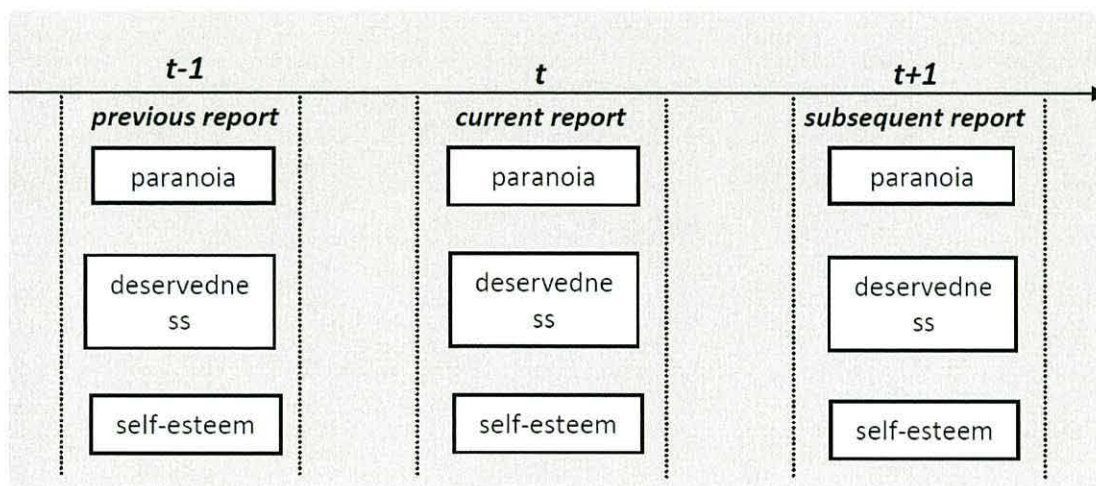 t-1
t
t+1
previous report
current report
subsequent report
paranoia
paranoia
paranoia
deservedne
ss
deservedne
ss
deservedne
ss
self-esteem
self-esteem
self-esteem